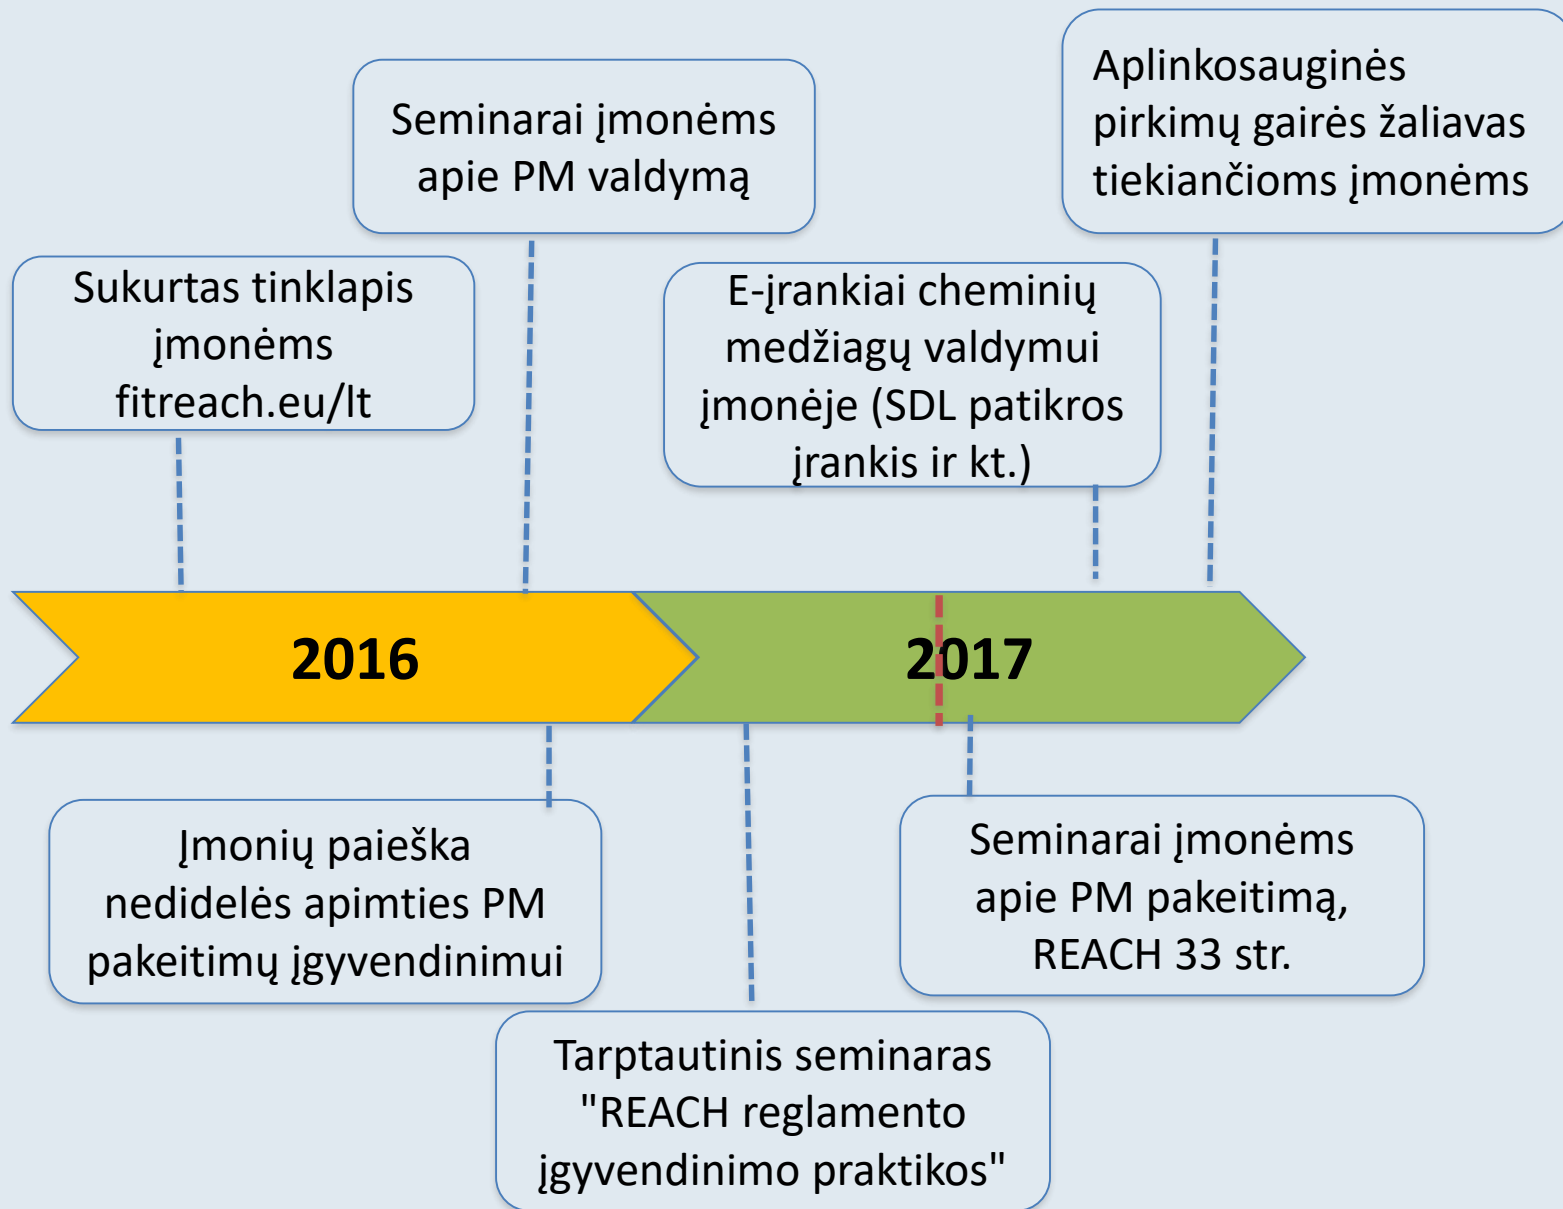 Sukurtas tinklapis
įmonėms
fitreach.eu/lt
Seminarai įmonėms
apie PM valdymą
E-įrankiai cheminių
medžiagų valdymui
įmonėje (SDL patikros
įrankis ir kt.)
Aplinkosauginės
pirkimų gairės žaliavas
tiekiančioms įmonėms
2016
2017
Įmonių paieška
nedidelės apimties PM
pakeitimų įgyvendinimui
Tarptautinis seminaras
"REACH reglamento
įgyvendinimo praktikos"
Seminarai įmonėms
apie PM pakeitimą,
REACH 33 str.